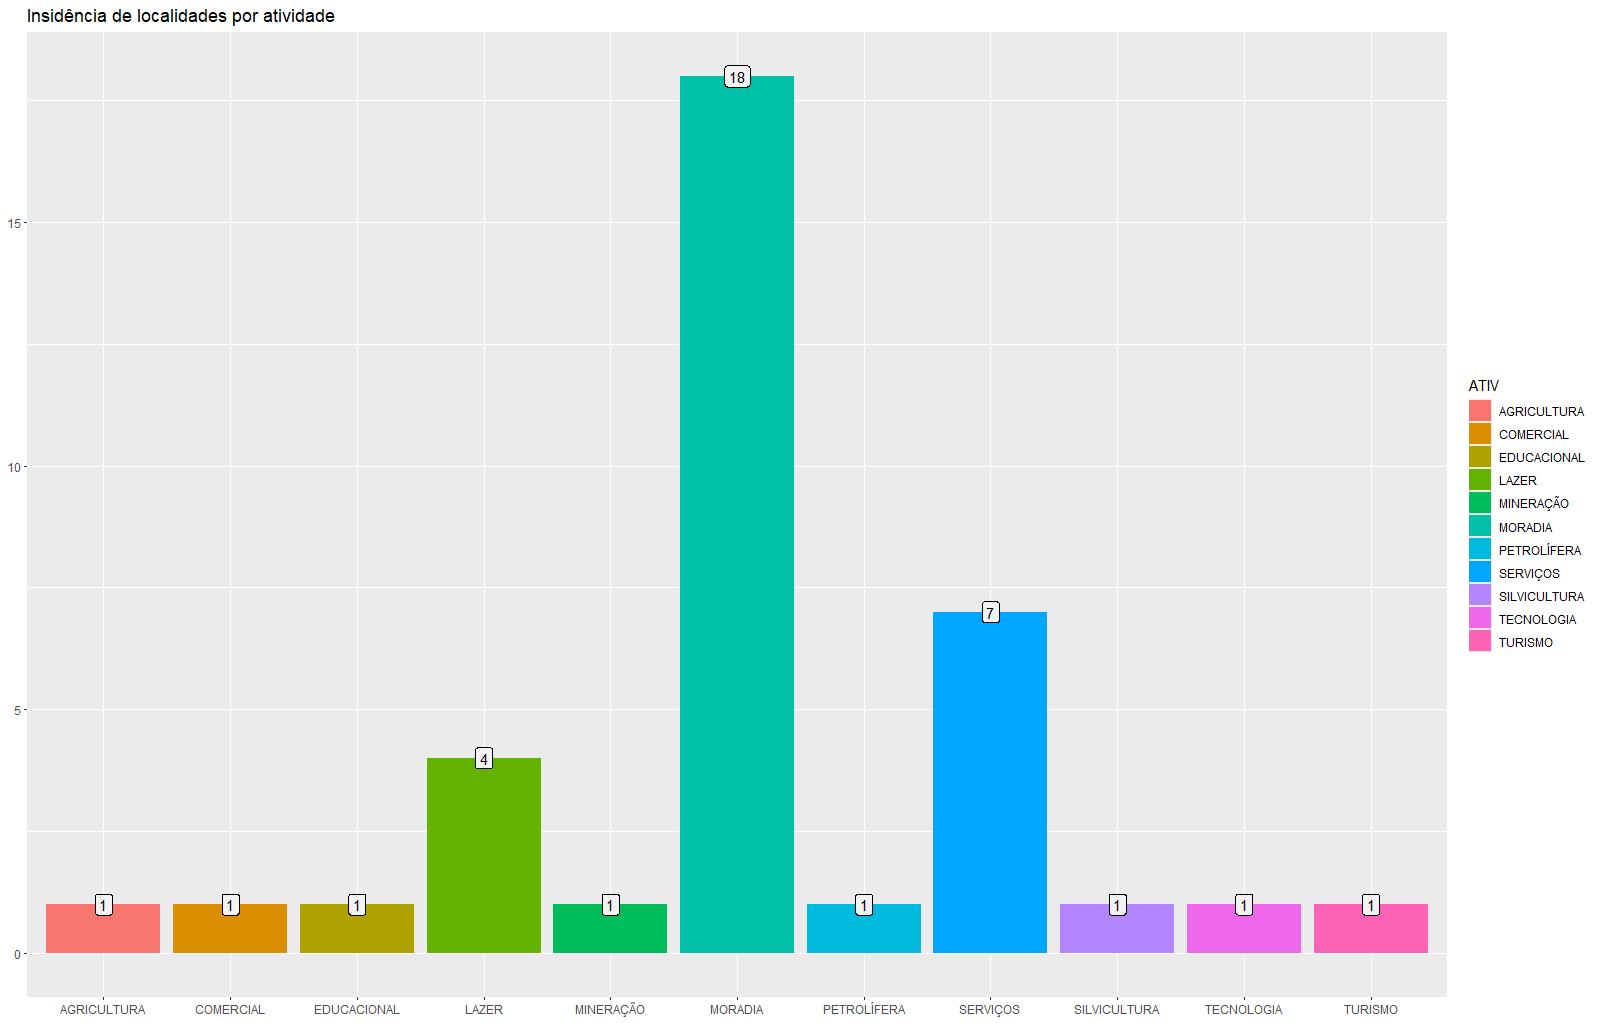 Insidência de localidades por atividade
18
15
10
7
5
4
1
1
1
1
1
1
1
1
0
AGRICULTURA
COMERCIAL
EDUCACIONAL
LAZER
MINERAÇÃO
MORADIA
PETROLÍFERA
SERVIÇOS
SILVICULTURA
TECNOLOGIA
TURISMO
ATIV
AGRICULTURA
COMERCIAL
EDUCACIONAL
LAZER
MINERAÇÃO
MORADIA
PETROLÍFERA
SERVIÇOS
SILVICULTURA
TECNOLOGIA
TURISMO